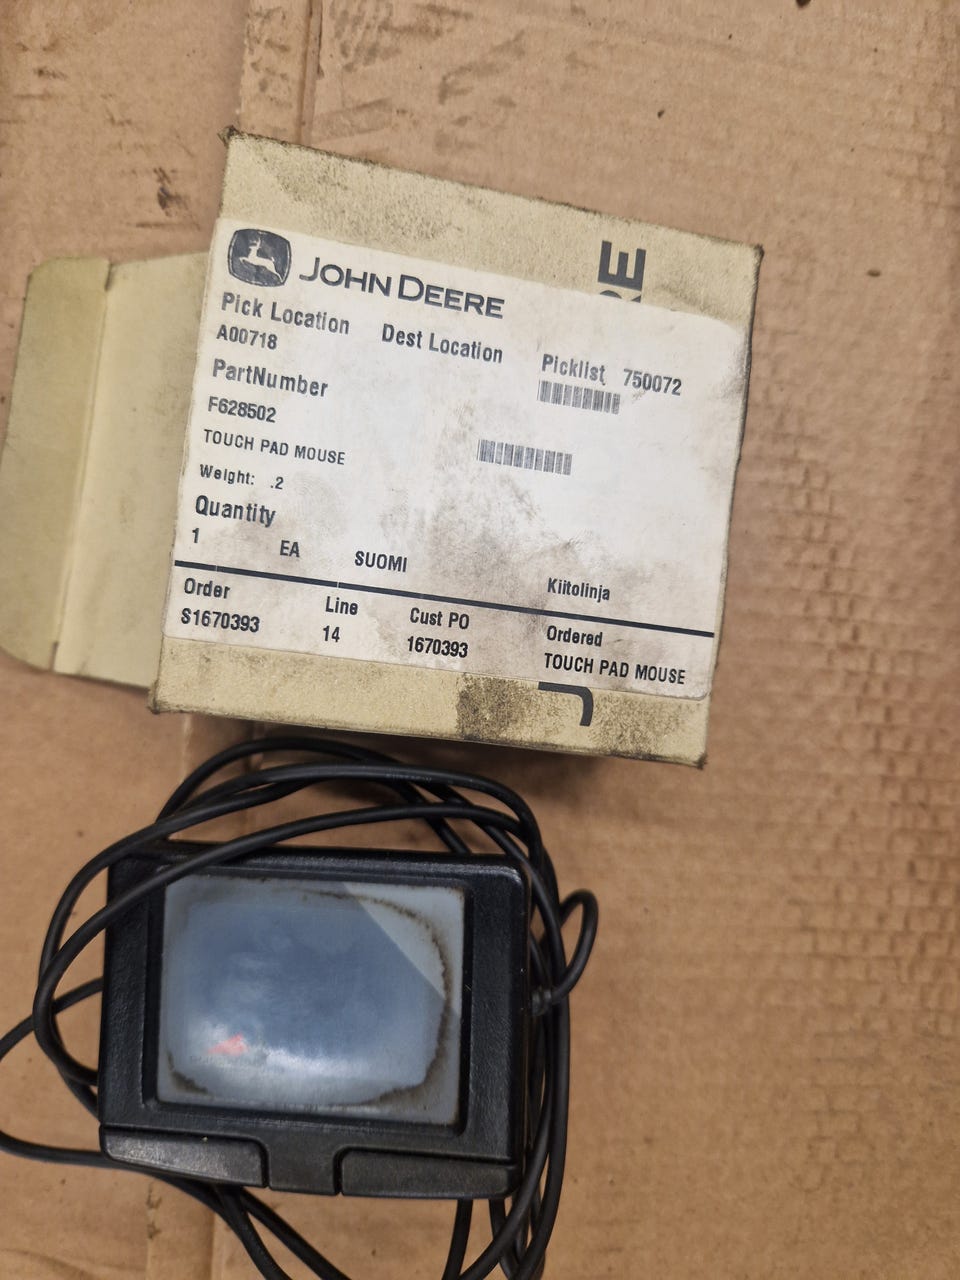 RE
JOHN DEERE
Pick Location Dest Location Picklist 750072
A00718
PartNumber
F628502
TOUCH PAD MOUSE
Weight: .2
Quantity
1 EA SUOMI Kiitolinja
Order Line Cust PO Ordered
S1670393 14 1670393 TOUCH PAD MOUSE
J